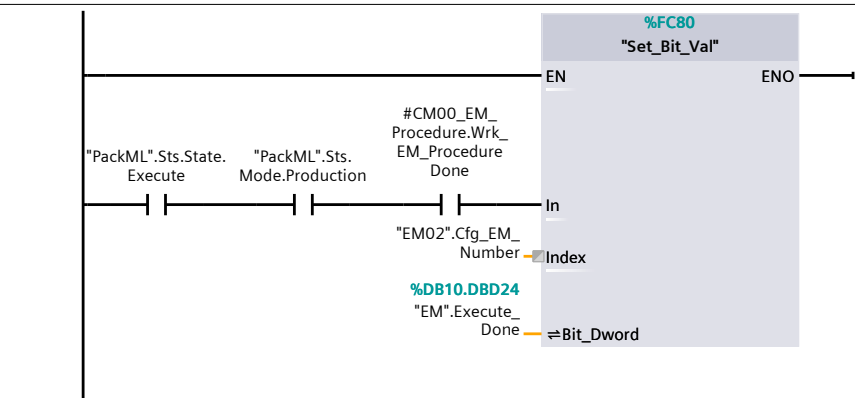 %FC80
"Set_Bit_Val"
EN
ENO
#CM00_EM_
Procedure.Wrk_
EM_Procedure
Done
"PackML".Sts.State.
Execute
"PackML".Sts.
Mode.Production
In
"EM02".Cfg_EM_
Number
Index
%DB10.DBD24
"EM".Execute_
Done
Bit_Dword